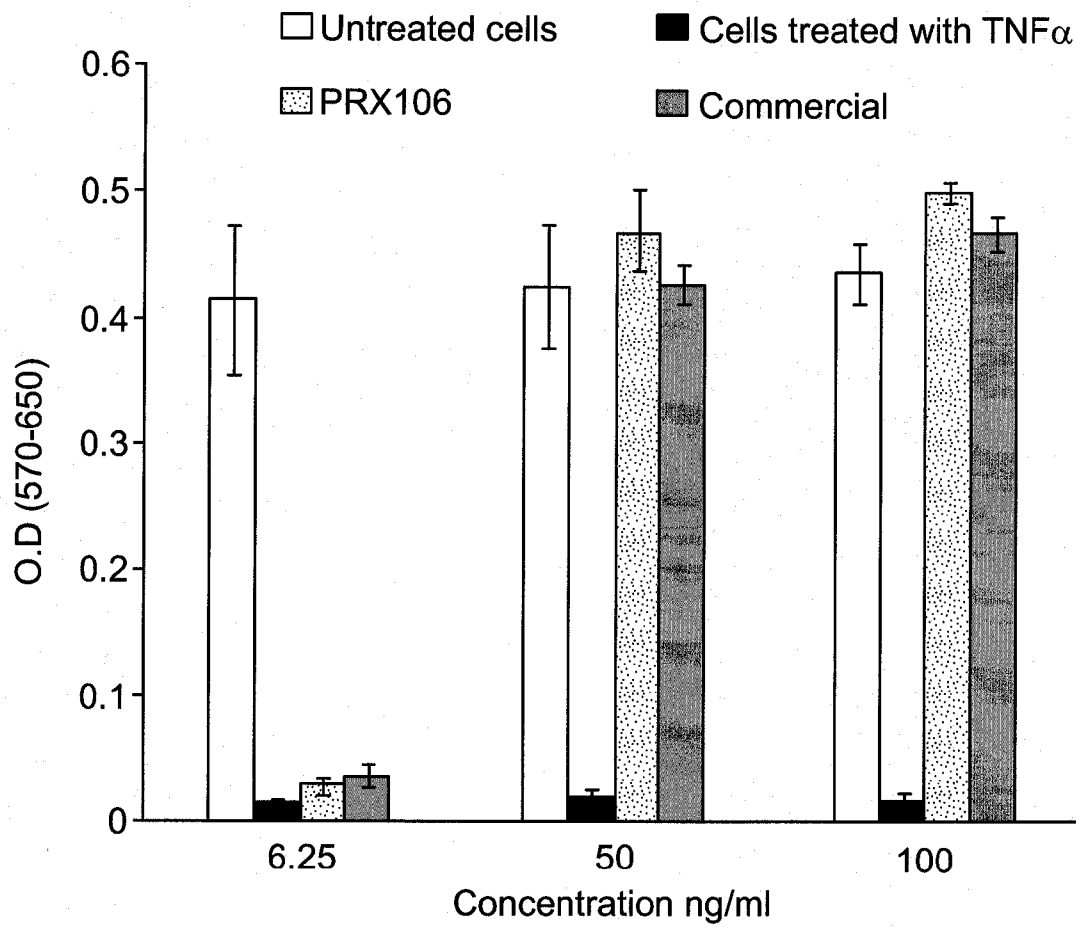 Untreated cells
Cells treated with TNFα
PRX106
Commercial
0.6
0.5
0.4
0.3
0.2
0.1
0
O.D (570-650)
6.25
50
100
Concentration ng/ml